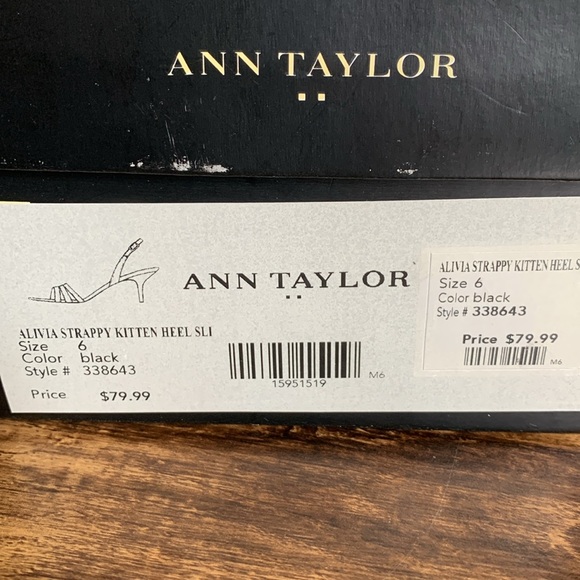 ANN TAYLOR
ANN TAYLOR
ALIVIA STRAPPY KITTEN HEEL SLI
Size 6
Color black
Style # 338643
Price $79.99
15951519
M6
ALIVIA STRAPPY KITTEN HEEL S
Size 6
Color black
Style # 338643
Price $79.99
M6